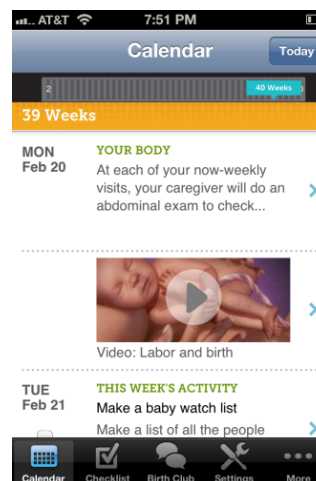 AT&T 7:51 PM
Calendar Today
2 40 Weeks
39 Weeks
MON YOUR BODY
Feb 20 At each of your now-weekly
visits, your caregiver will do an
abdominal exam to check...
Video: Labor and birth
TUE THIS WEEK'S ACTIVITY
Feb 21 Make a baby watch list
Make a list of all the people
Calendar Checklist Birth Club Settings More